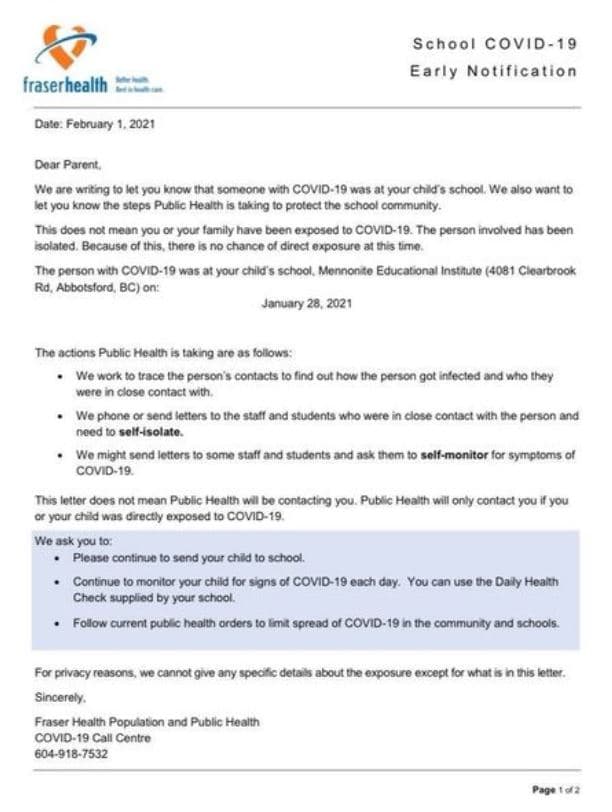 School COVID-19
Early Notification
fraserhealth
Better health.
Best in health care.
Date: February 1, 2021
Dear Parent,
We are writing to let you know that someone with COVID-19 was at your child's school. We also want to
let you know the steps Public Health is taking to protect the school community.
This does not mean you or your family have been exposed to COVID-19. The person involved has been
isolated. Because of this, there is no chance of direct exposure at this time.
The person with COVID-19 was at your child's school, Mennonite Educational Institute (4081 Clearbrook
Rd, Abbotsford, BC) on:
January 28, 2021
The actions Public Health is taking are as follows:
• We work to trace the person's contacts to find out how the person got infected and who they
were in close contact with.
• We phone or send letters to the staff and students who were in close contact with the person and
need to self-isolate.
• We might send letters to some staff and students and ask them to self-monitor for symptoms of
COVID-19.
This letter does not mean Public Health will be contacting you. Public Health will only contact you if you
or your child was directly exposed to COVID-19.
We ask you to:
• Please continue to send your child to school.
• Continue to monitor your child for signs of COVID-19 each day. You can use the Daily Health
Check supplied by your school.
• Follow current public health orders to limit spread of COVID-19 in the community and schools.
For privacy reasons, we cannot give any specific details about the exposure except for what is in this letter.
Sincerely,
Fraser Health Population and Public Health
COVID-19 Call Centre
604-918-7532
Page 1 of 2